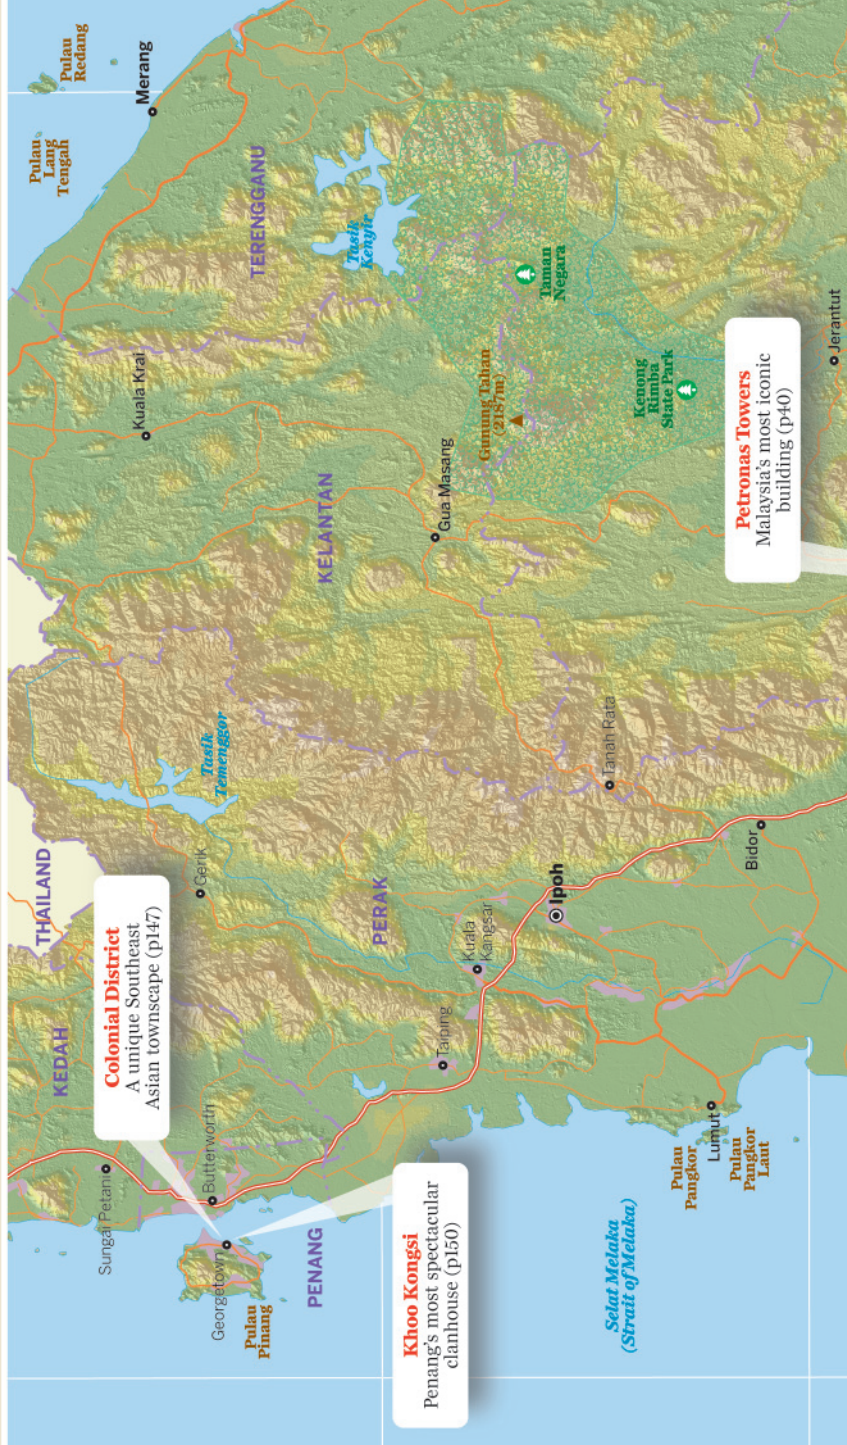 Pulau
Redang
Pulau
Lang
Tengah
Merang
TERENGGANU
Tasik
Kenyir
Kuala Krai
Taman
Negara
Gunung Tahan
(2187m)
Kenong
Rimba
State Park
Jerantut
Petronas Towers
Malaysia's most iconic
building (p40)
KELANTAN
Gua Masang
THAILAND
Tasik
Temenggor
Tanah Rata
Gerik
Bidor
KEDAH
Colonial District
A unique Southeast
Asian townscape (p147)
PERAK
Ipoh
Kuala
Kangsar
Taiping
Sungai Petani
Butterworth
Georgetown
Pulau
Pinang
PENANG
Khoo Kongsi
Penang's most spectacular
clanhouse (p150)
Lumut
Pulau
Pangkor
Pulau
Pangkor
Laut
Selat Melaka
(Strait of Melaka)